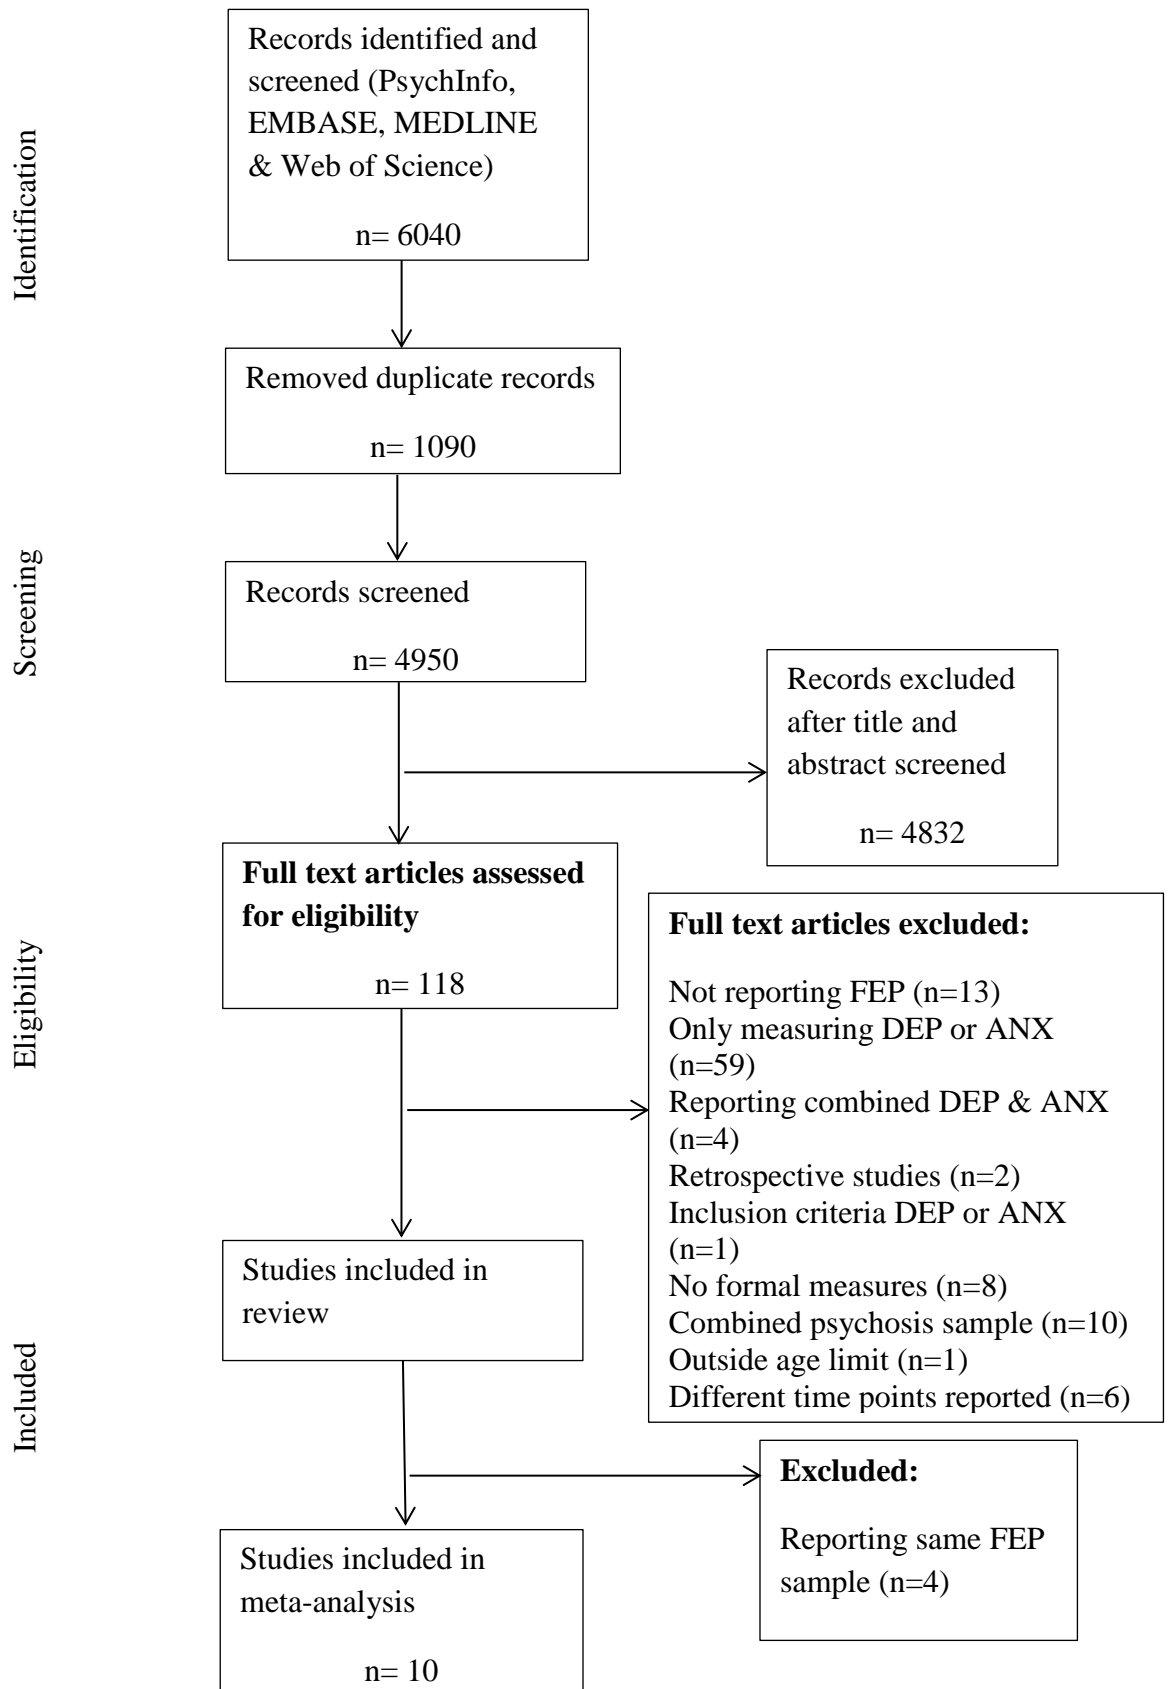 Identification
Records identified and
screened (PsychInfo,
EMBASE, MEDLINE
& Web of Science)
n= 6040
Removed duplicate records
n= 1090
Screening
Records screened
n= 4950
Records excluded
after title and
abstract screened
n= 4832
Eligibility
Full text articles assessed
for eligibility
n= 118
Full text articles excluded:
Not reporting FEP (n=13)
Only measuring DEP or ANX
(n=59)
Reporting combined DEP & ANX
(n=4)
Retrospective studies (n=2)
Inclusion criteria DEP or ANX
(n=1)
No formal measures (n=8)
Combined psychosis sample (n=10)
Outside age limit (n=1)
Different time points reported (n=6)
Included
Studies included in
review
Excluded:
Reporting same FEP
sample (n=4)
Studies included in
meta-analysis
n= 10